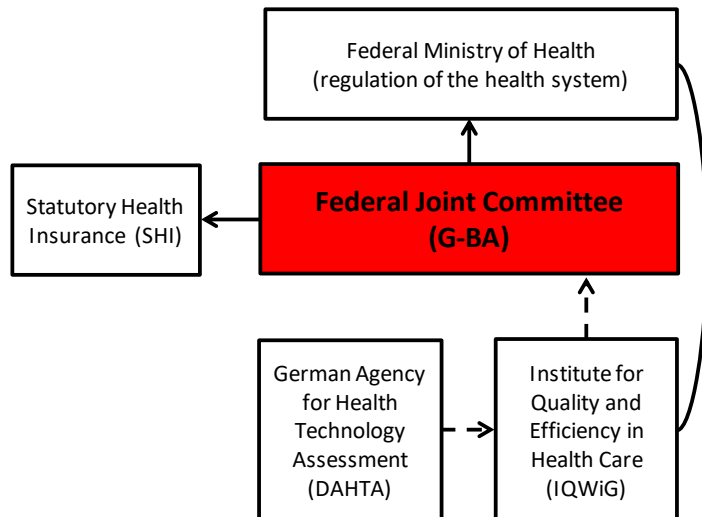 Federal Ministry of Health
(regulation of the health system)
Statutory Health
Insurance (SHI)
Federal Joint Committee
(G-BA)
German Agency
for Health
Technology
Assessment
(DAHTA)
Institute for
Quality and
Efficiency in
Health Care
(IQWiG)